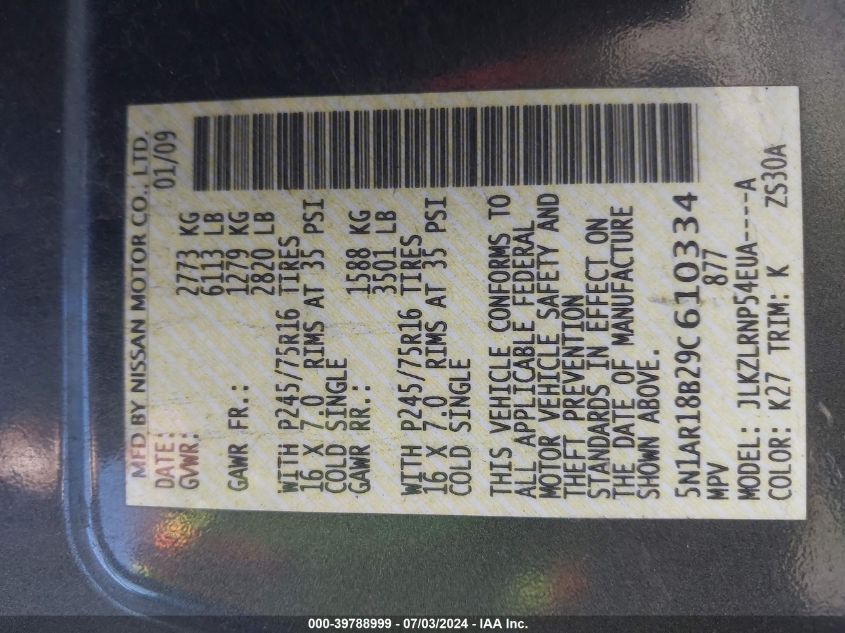 MFD BY NISSAN MOTOR CO., LTD.
DATE: 01/09
GVWR: 2773 KG
6113 LB
GAWR FR.: 1279 KG
2820 LB
WITH P245/75R16 TIRES
16 X 7.0 RIMS AT 35 PSI
COLD SINGLE
GAWR RR.: 1588 KG
3501 LB
WITH P245/75R16 TIRES
16 X 7.0 RIMS AT 35 PSI
COLD SINGLE
THIS VEHICLE CONFORMS TO
ALL APPLICABLE FEDERAL
MOTOR VEHICLE SAFETY AND
THEFT PREVENTION
STANDARDS IN EFFECT ON
THE DATE OF MANUFACTURE
SHOWN ABOVE.
5N1AR18B29C610334
MPV 877
MODEL: JLKZLRNP54EUA----A
COLOR: K27 TRIM: K ZS30A
000-39788999 - 07/03/2024 - IAA Inc.